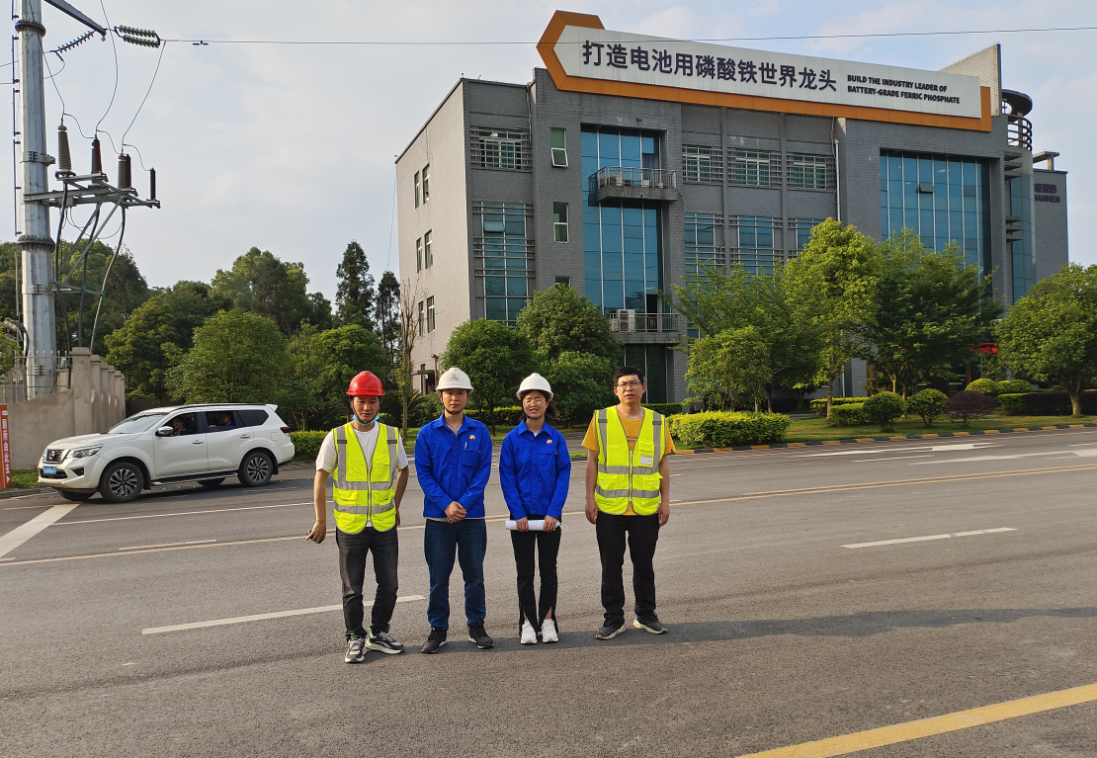 打造电池用磷酸铁世界龙头
BUILD THE INDUSTRY LEADER OF
BATTERY-GRADE FERRIC PHOSPHATE